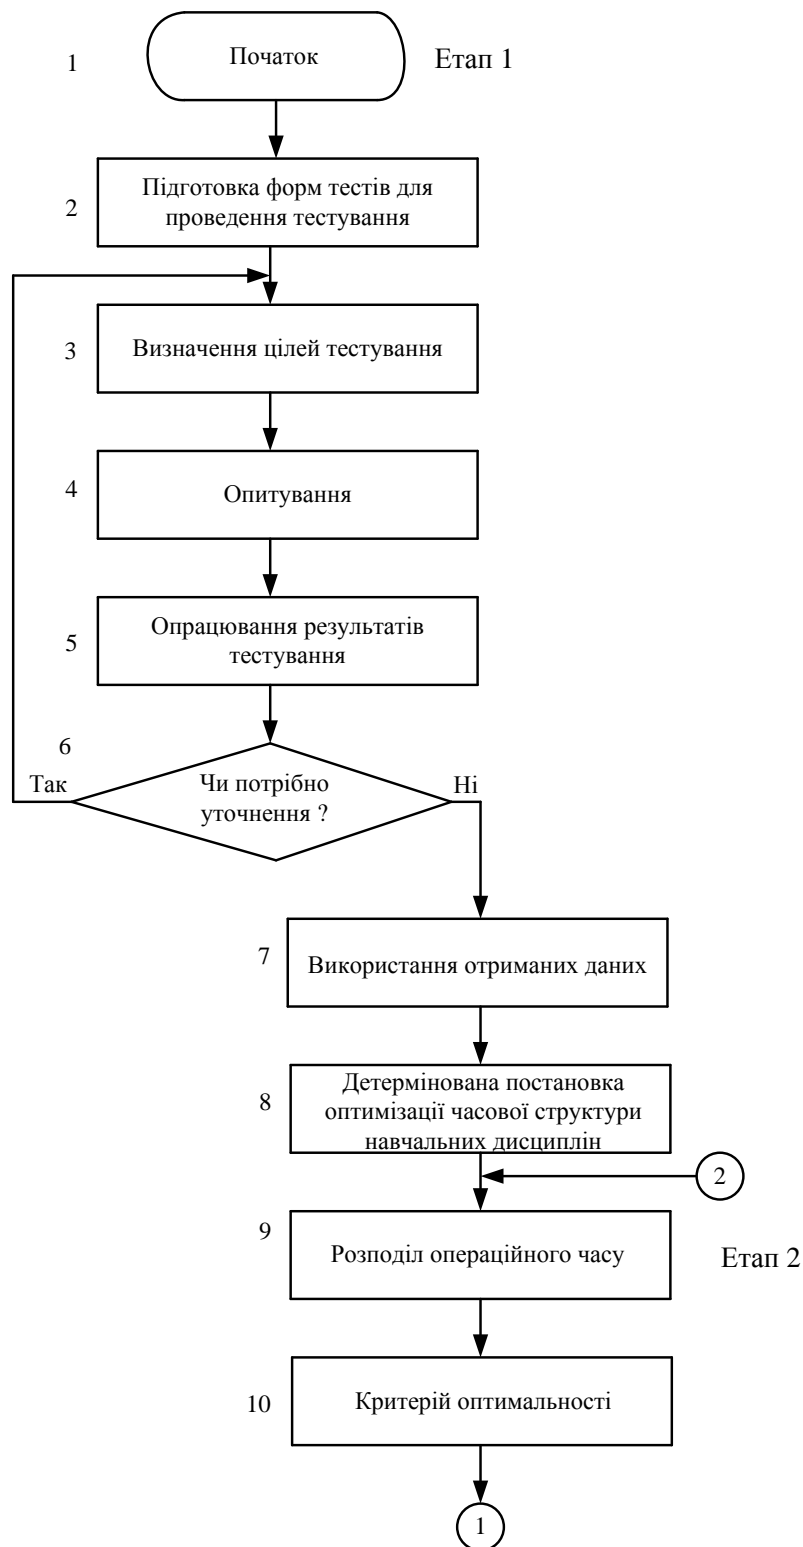 1
Початок
Етап 1
2
Підготовка форм тестів для
проведення тестування
3
Визначення цілей тестування
4
Опитування
5
Опрацювання результатів
тестування
6
Так
Чи потрібно
уточнення ?
Ні
7
Використання отриманих даних
8
Детермінована постановка
оптимізації часової структури
навчальних дисциплін
2
9
Розподіл операційного часу
Етап 2
10
Критерій оптимальності
1